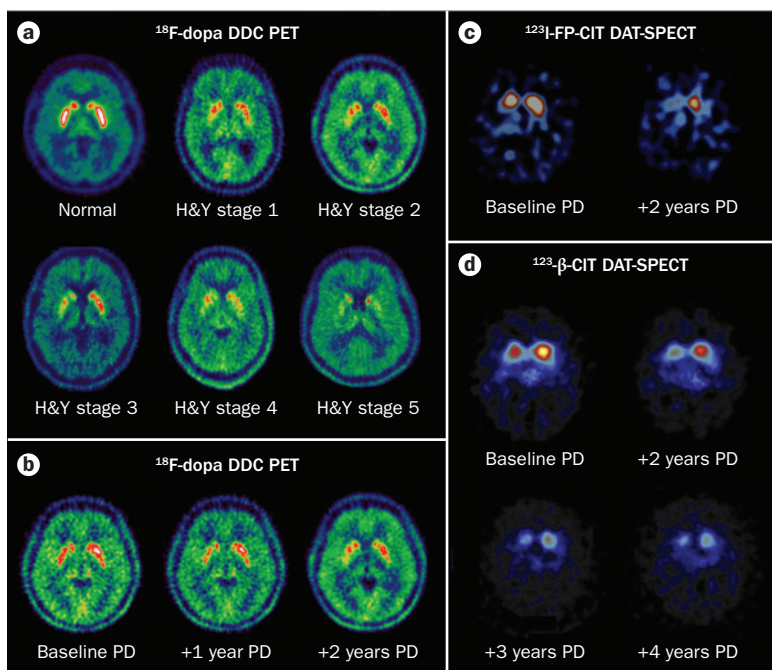 a
¹⁸F-dopa DDC PET
Normal
H&Y stage 1
H&Y stage 2
H&Y stage 3
H&Y stage 4
H&Y stage 5
b
¹⁸F-dopa DDC PET
Baseline PD
+1 year PD
+2 years PD
c
¹²³I-FP-CIT DAT-SPECT
Baseline PD
+2 years PD
d
¹²³-β-CIT DAT-SPECT
Baseline PD
+2 years PD
+3 years PD
+4 years PD